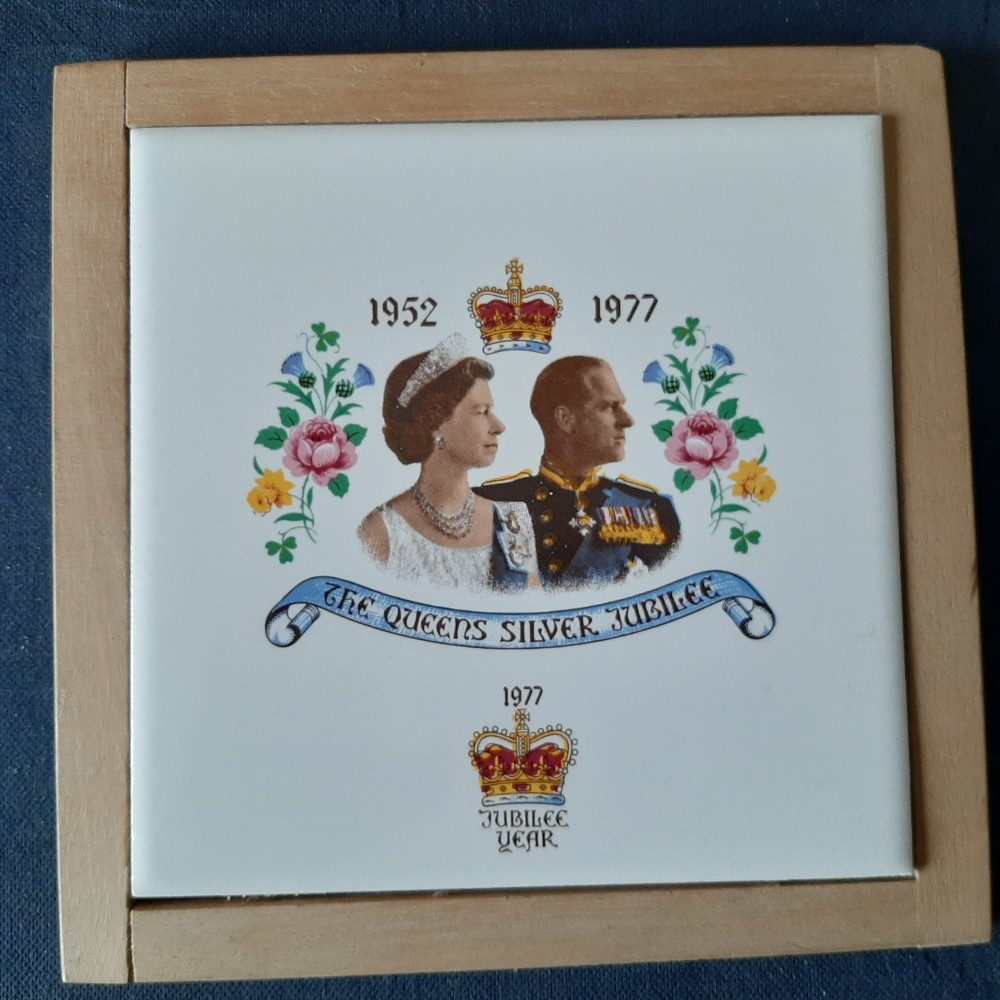 1952 1977
THE QUEENS SILVER JUBILEE
1977
JUBILEE
YEAR